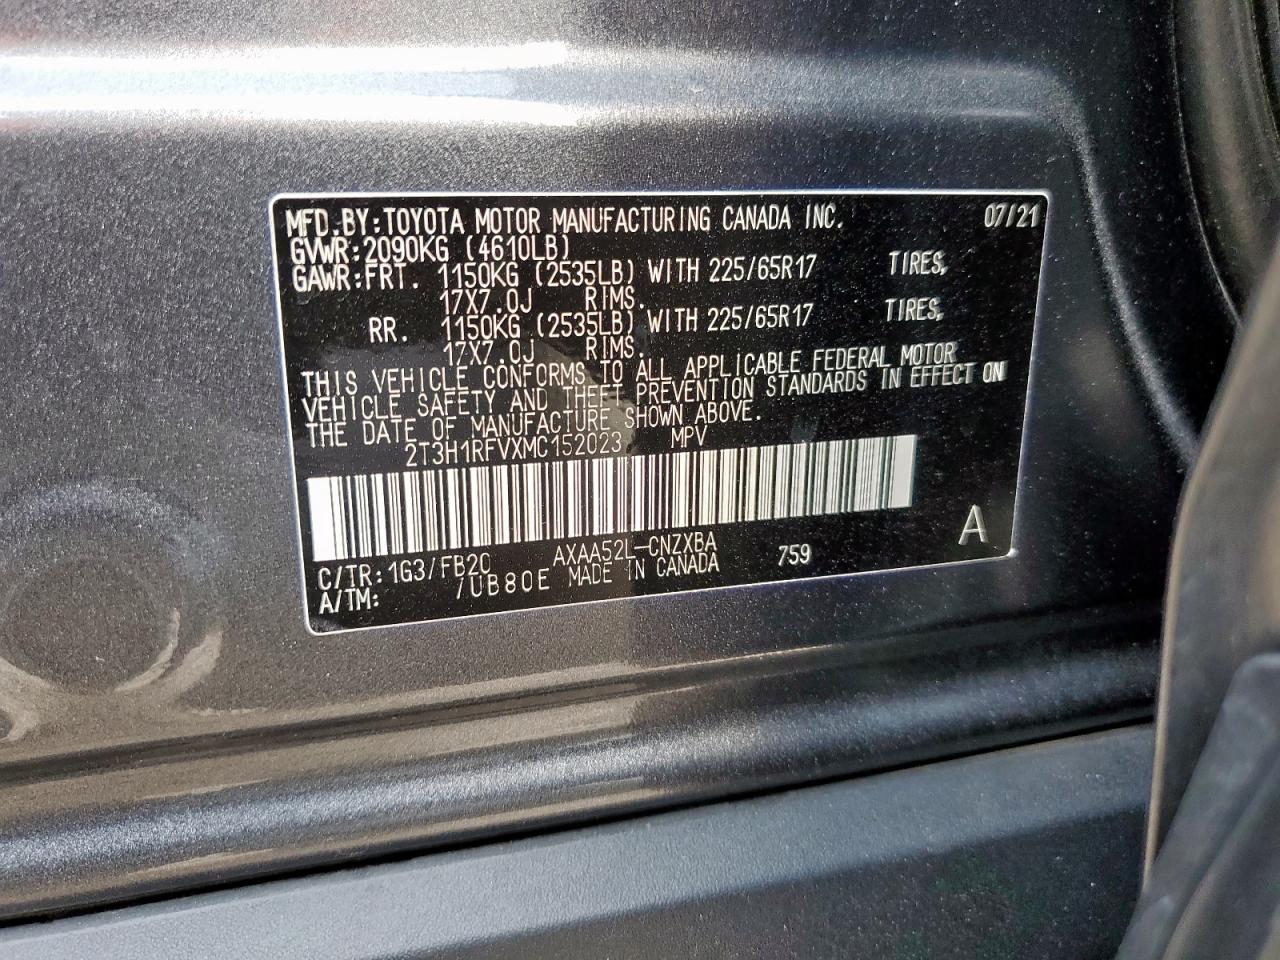 MFD. BY: TOYOTA MOTOR MANUFACTURING CANADA INC. 07/21
GVWR: 2090KG (4610LB)
GAWR: FRT. 1150KG (2535LB) WITH 225/65R17 TIRES,
17X7.0J RIMS.
RR. 1150KG (2535LB) WITH 225/65R17 TIRES,
17X7.0J RIMS.
THIS VEHICLE CONFORMS TO ALL APPLICABLE FEDERAL MOTOR
VEHICLE SAFETY AND THEFT PREVENTION STANDARDS IN EFFECT ON
THE DATE OF MANUFACTURE SHOWN ABOVE.
2T3H1RFVXMC152023 MPV
C/TR: 1G3/FB20 AXAA52L-CNZXBA 759 A
A/TM: /UB80E MADE IN CANADA